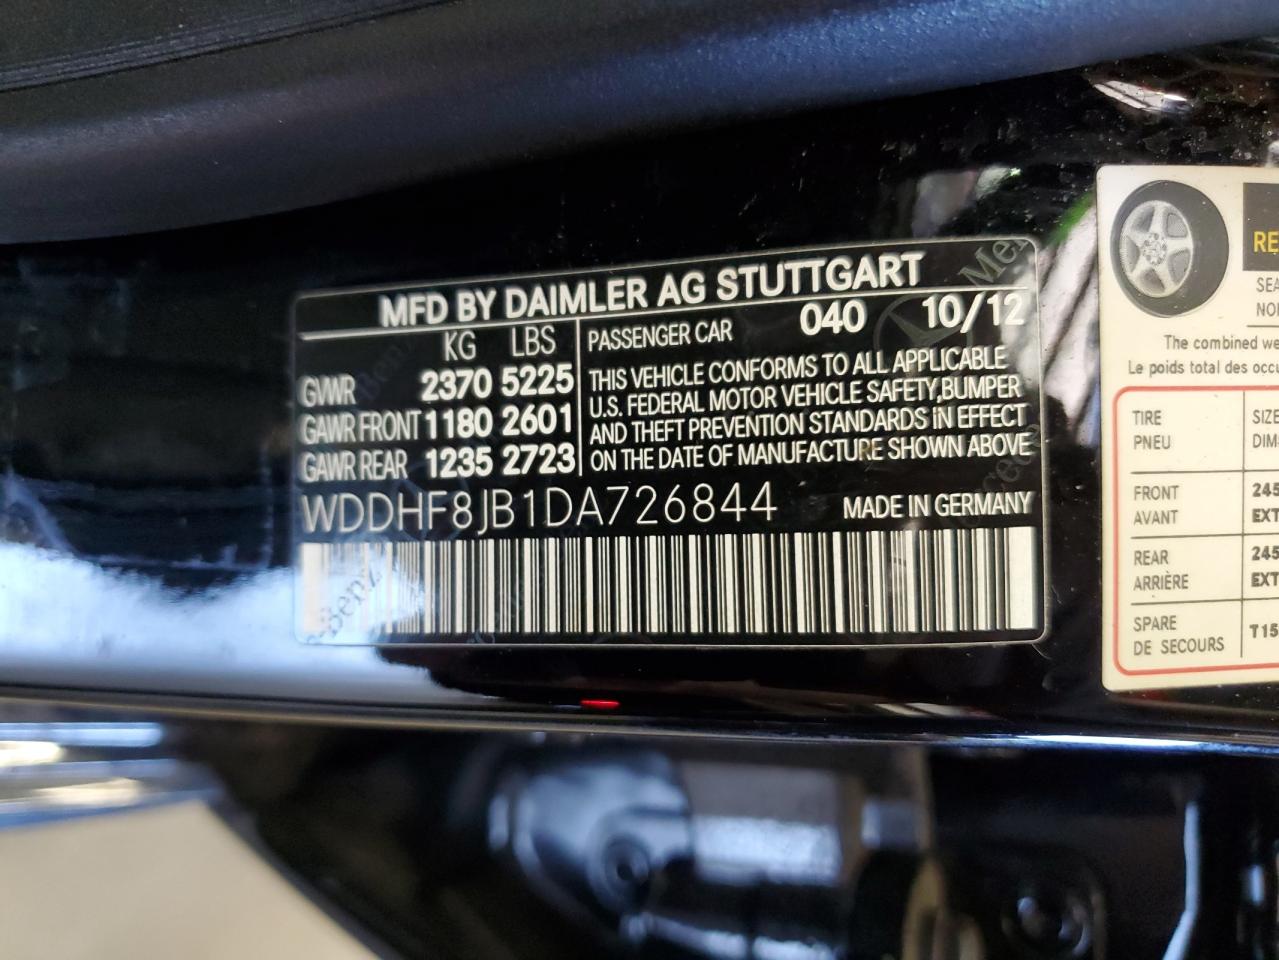 MFD BY DAIMLER AG STUTTGART
KG LBS
GVWR 2370 5225
GAWR FRONT 1180 2601
GAWR REAR 1235 2723
PASSENGER CAR 040 10/12
THIS VEHICLE CONFORMS TO ALL APPLICABLE
U.S. FEDERAL MOTOR VEHICLE SAFETY,BUMPER
AND THEFT PREVENTION STANDARDS IN EFFECT
ON THE DATE OF MANUFACTURE SHOWN ABOVE
WDDHF8JB1DA726844 MADE IN GERMANY
The combined
Le poids total des
TIRE
PNEU
FRONT 245
AVANT
REAR 245
ARRIÈRE
SPARE
DE SECOURS